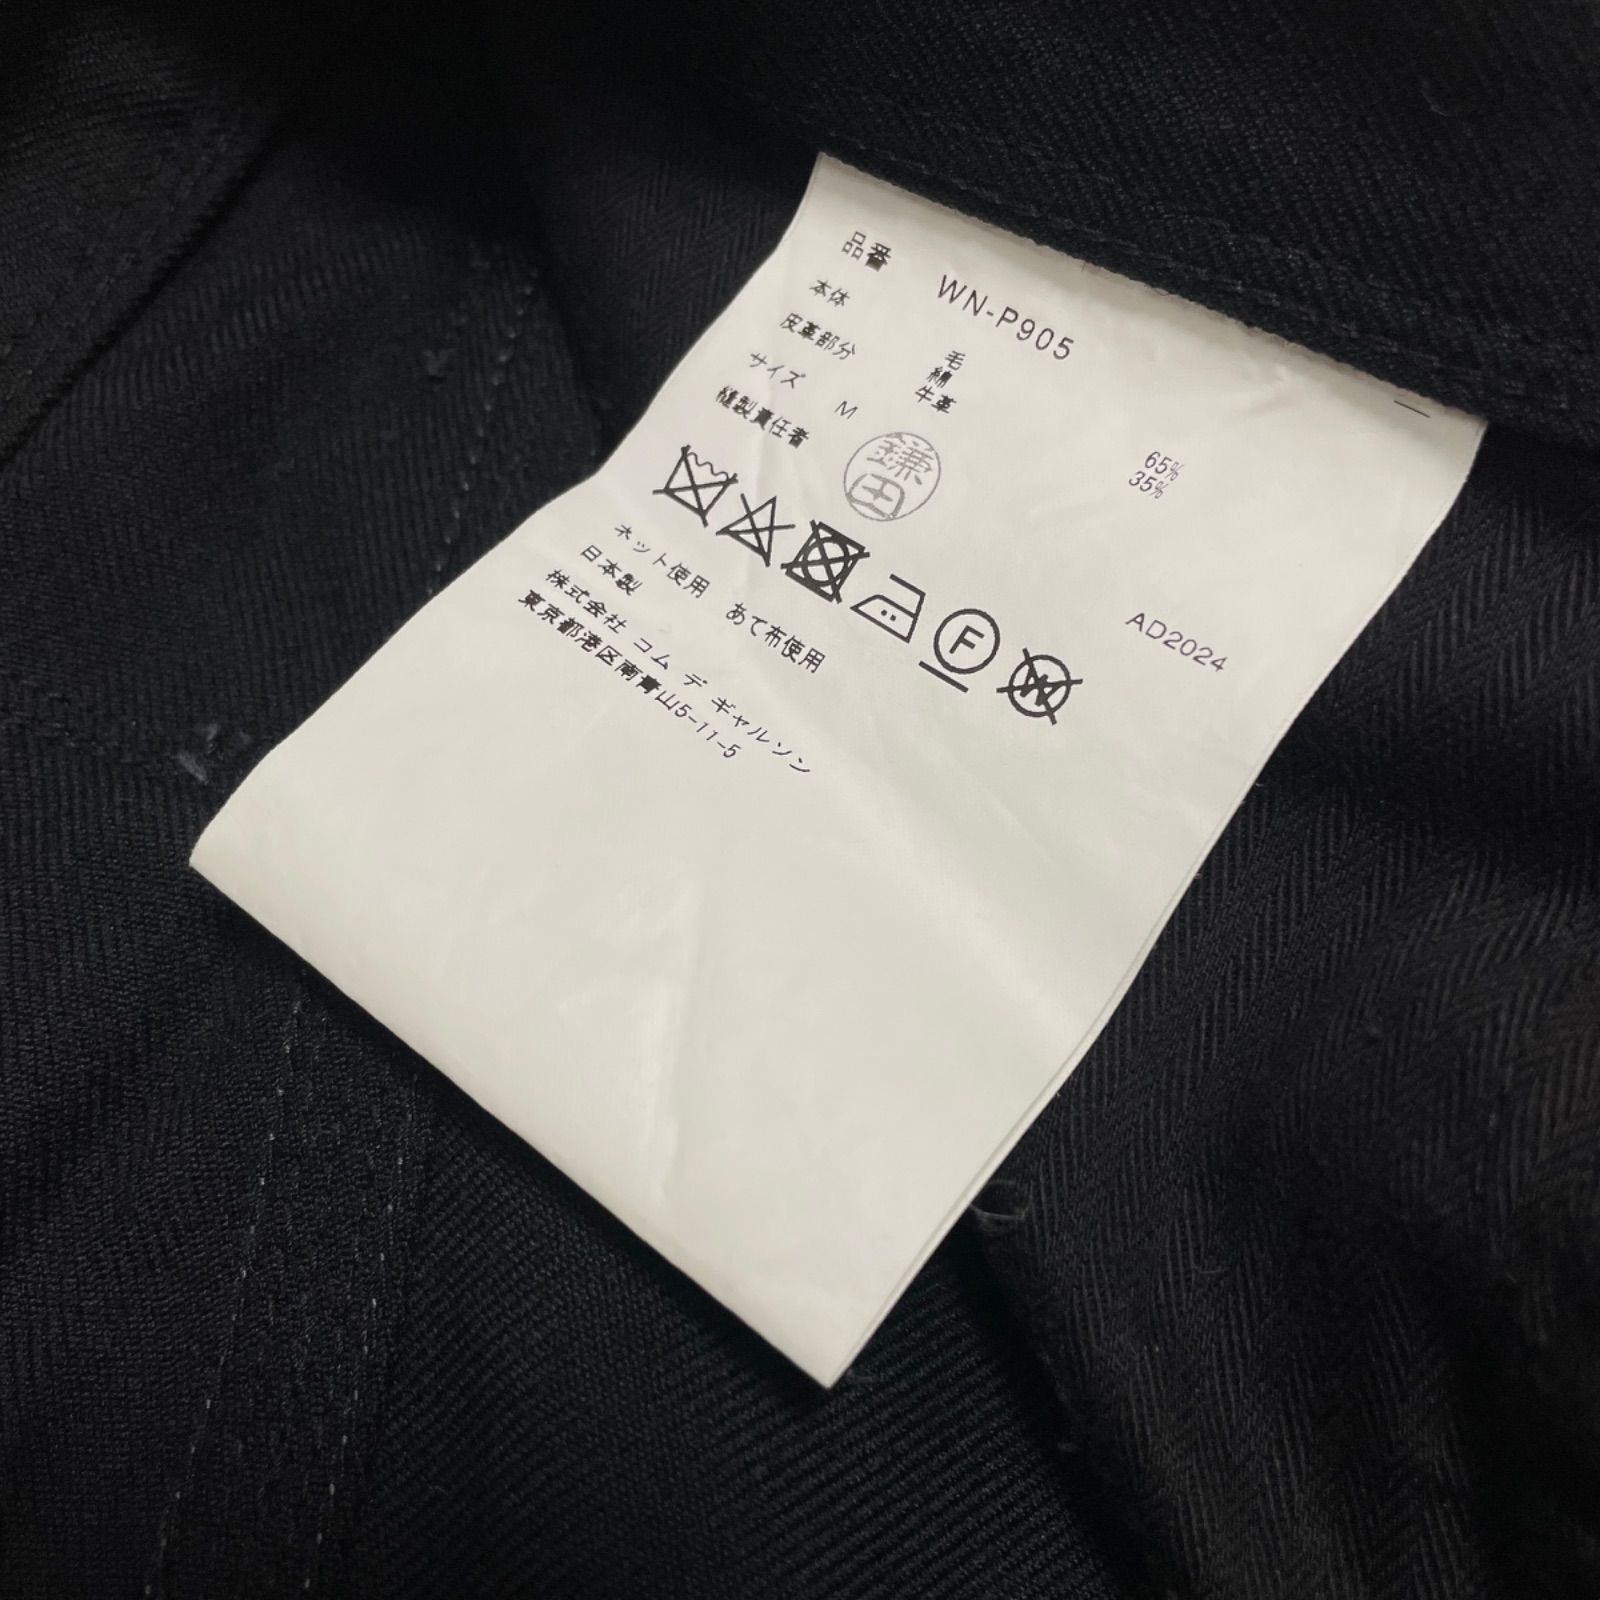 品番 WN-P905
本体 毛 65%
綿 35%
皮革部分 牛革
サイズ M
縫製責任者 鎌田
F
W
ネット使用 あて布使用
日本製 AD2024
株式会社 コム デ ギャルソン
東京都港区南青山5-11-5